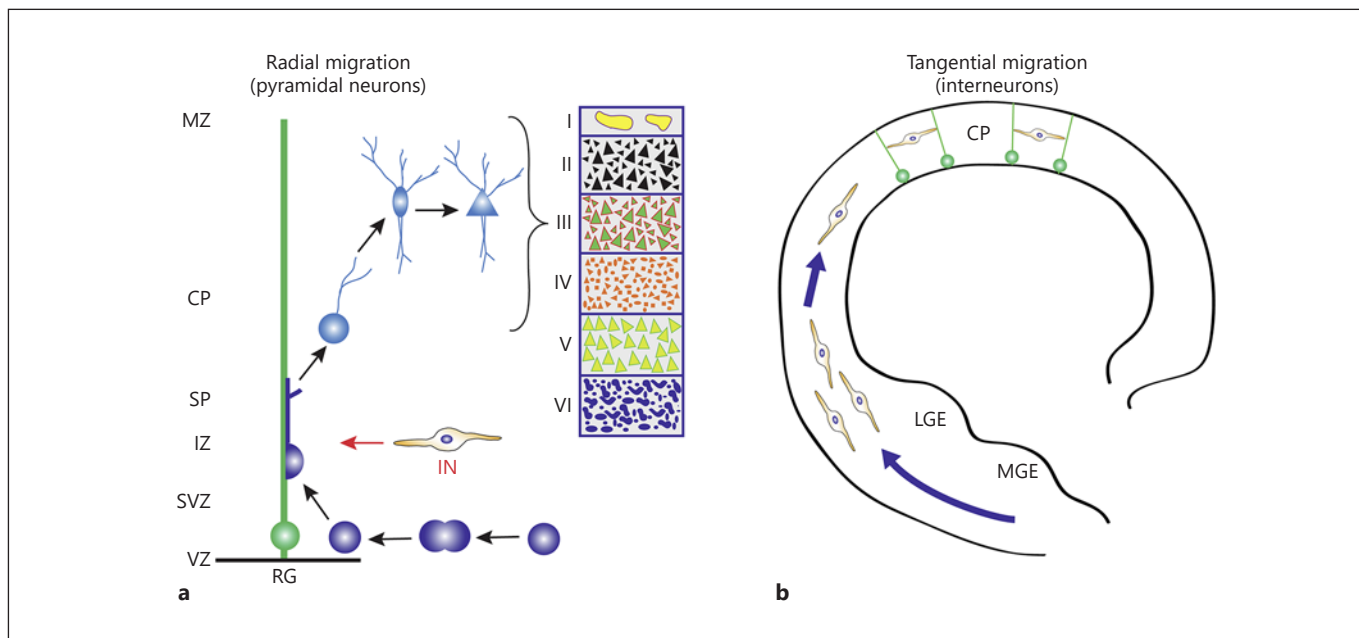 Radial migration
(pyramidal neurons)
MZ
CP
SP
IZ
SVZ
VZ
RG
IN
I
II
III
IV
V
VI
a
Tangential migration
(interneurons)
CP
LGE
MGE
b